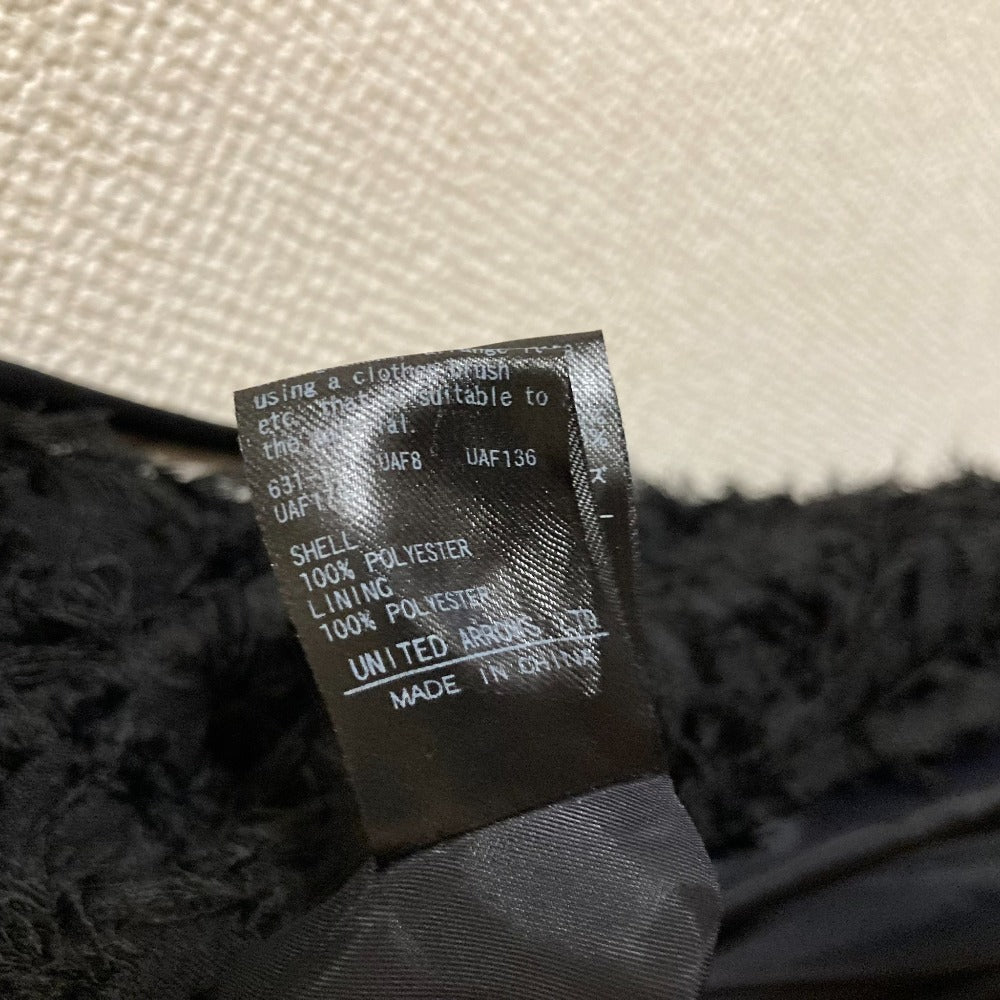 using a clothes brush
etc. that is suitable to
the
UAF8 UAF136
SHELL
100% POLYESTER
LINING
100% POLYESTER
UNITED ARROWS LTD
MADE IN CHINA